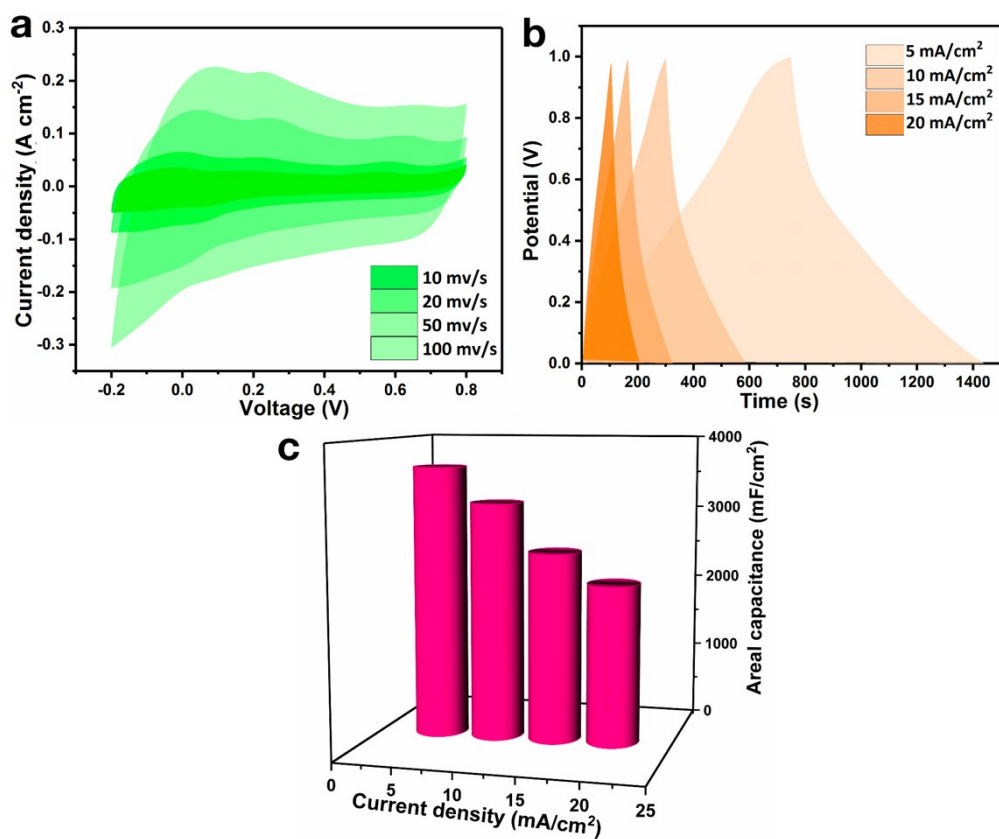 a
0.3
0.2
0.1
0.0
-0.1
-0.2
-0.3
Current density (A cm-2)
-0.2 0.0 0.2 0.4 0.6 0.8
Voltage (V)
10 mv/s
20 mv/s
50 mv/s
100 mv/s
b
1.0
0.8
0.6
0.4
0.2
0.0
Potential (V)
0 200 400 600 800 1000 1200 1400
Time (s)
5 mA/cm2
10 mA/cm2
15 mA/cm2
20 mA/cm2
c
4000
3000
2000
1000
0
Areal capacitance (mF/cm2)
0 5 10 15 20 25
Current density (mA/cm2)